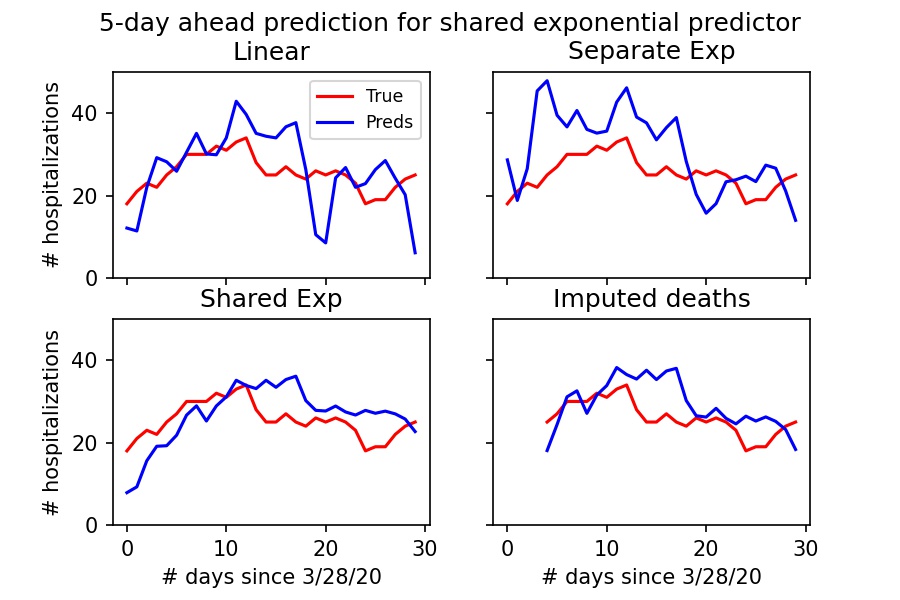 5-day ahead prediction for shared exponential predictor
Linear
Separate Exp
# hospitalizations
40
20
0
True
Preds
Shared Exp
Imputed deaths
# hospitalizations
40
20
0
0 10 20 30
0 10 20 30
# days since 3/28/20
# days since 3/28/20